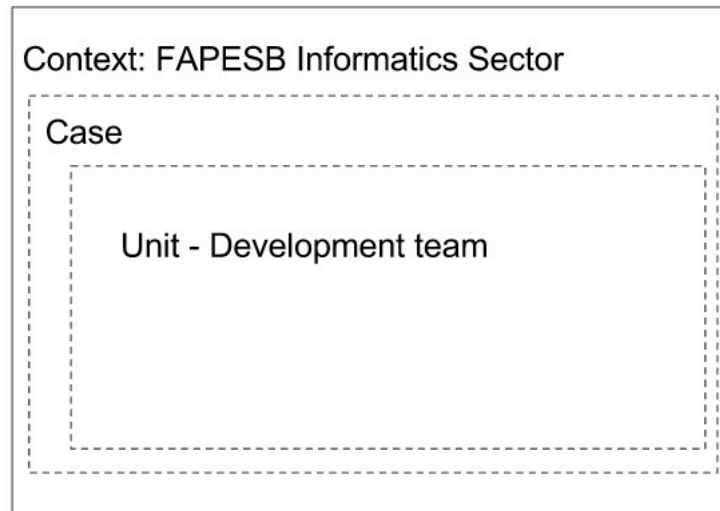 Context: FAPESB Informatics Sector
Case
Unit - Development team